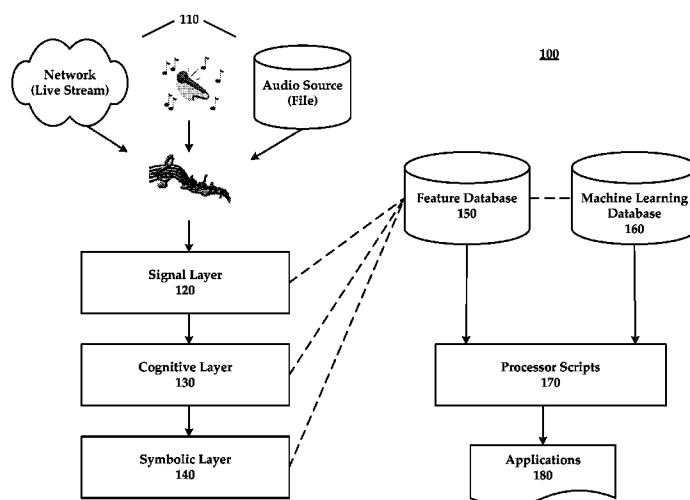 110
100
Network
(Live Stream)
Audio Source
(File)
Feature Database
150
Machine Learning
Database
160
Signal Layer
120
Cognitive Layer
130
Processor Scripts
170
Symbolic Layer
140
Applications
180